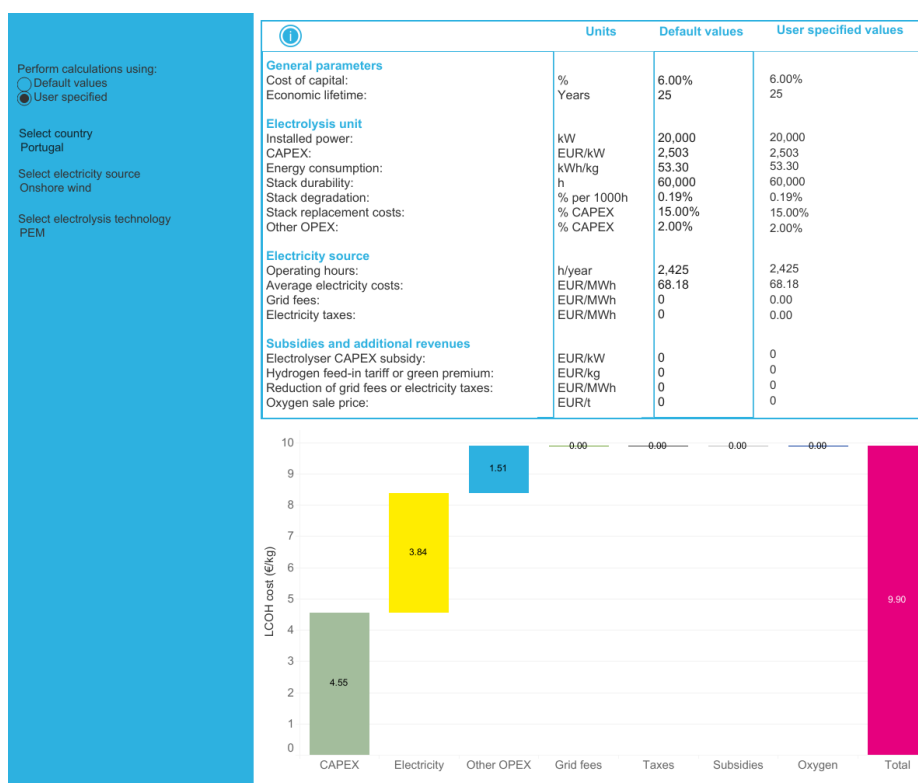 Perform calculations using:
Default values
User specified
Select country
Portugal
Select electricity source
Onshore wind
Select electrolysis technology
PEM
i Units Default values User specified values
General parameters
Cost of capital: % 6.00% 6.00%
Economic lifetime: Years 25 25
Electrolysis unit
Installed power: kW 20,000 20,000
CAPEX: EUR/kW 2,503 2,503
Energy consumption: kWh/kg 53.30 53.30
Stack durability: h 60,000 60,000
Stack degradation: % per 1000h 0.19% 0.19%
Stack replacement costs: % CAPEX 15.00% 15.00%
Other OPEX: % CAPEX 2.00% 2.00%
Electricity source
Operating hours: h/year 2,425 2,425
Average electricity costs: EUR/MWh 68.18 68.18
Grid fees: EUR/MWh 0 0.00
Electricity taxes: EUR/MWh 0 0.00
Subsidies and additional revenues
Electrolyser CAPEX subsidy: EUR/kW 0 0
Hydrogen feed-in tariff or green premium: EUR/kg 0 0
Reduction of grid fees or electricity taxes: EUR/MWh 0 0
Oxygen sale price: EUR/t 0 0
LCOH cost (€/kg)
10
9
8
7
6
5
4
3
2
1
0
4.55
3.84
1.51
0.00 0.00 0.00 0.00
9.90
CAPEX Electricity Other OPEX Grid fees Taxes Subsidies Oxygen Total